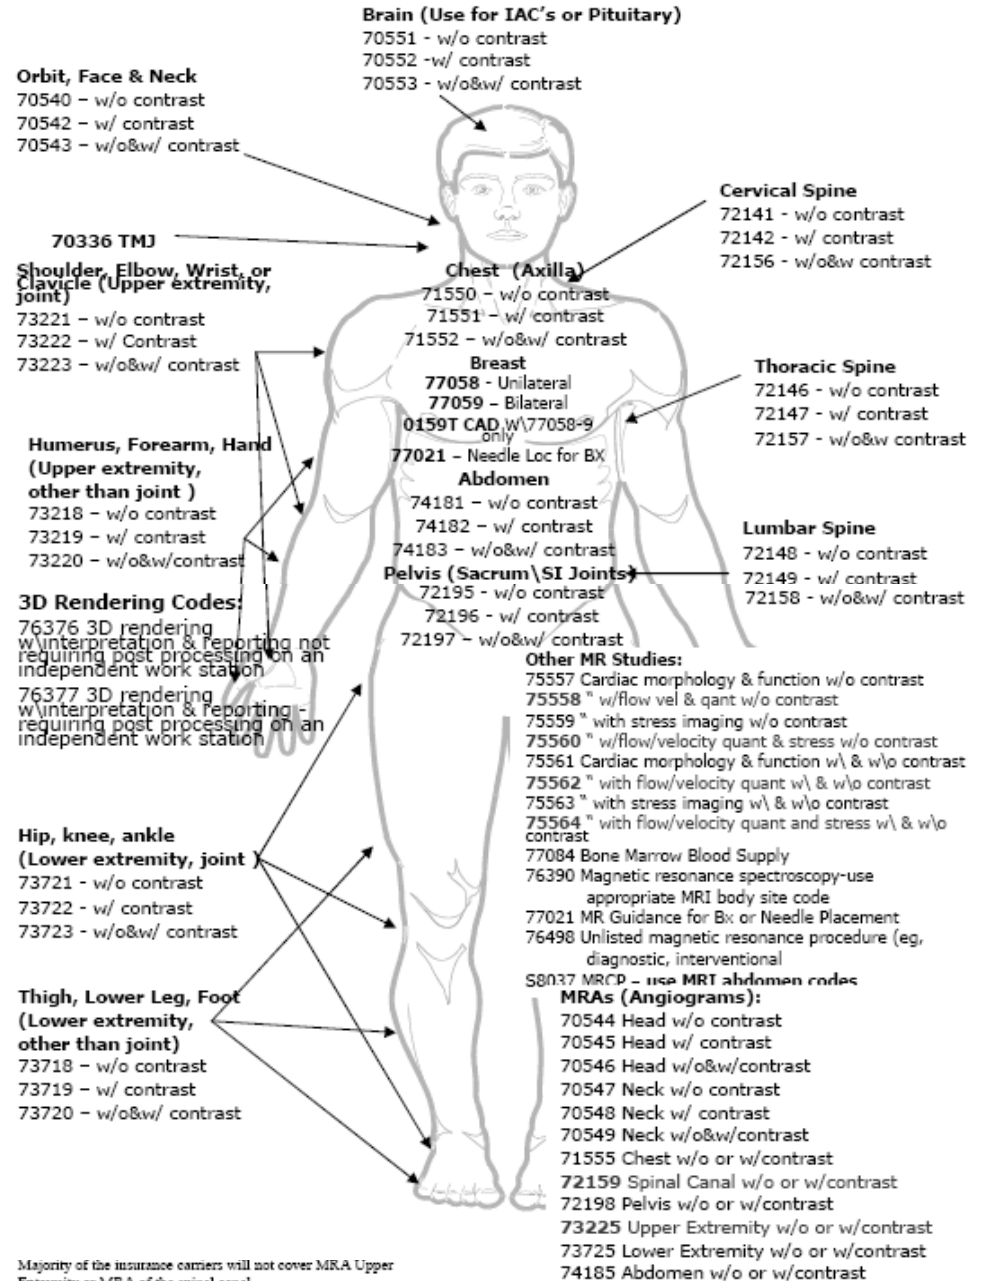 Brain (Use for IAC's or Pituitary)
70551 - w/o contrast
70552 -w/ contrast
70553 - w/o&w/ contrast
Orbit, Face & Neck
70540 – w/o contrast
70542 – w/ contrast
70543 – w/o&w/ contrast
70336 TMJ
Cervical Spine
72141 - w/o contrast
72142 - w/ contrast
72156 - w/o&w contrast
Shoulder, Elbow, Wrist, or
Clavicle (Upper extremity,
joint)
73221 – w/o contrast
73222 – w/ Contrast
73223 – w/o&w/ contrast
Chest (Axilla)
71550 – w/o contrast
71551 – w/ contrast
71552 – w/o&w/ contrast
Breast
77058 - Unilateral
77059 – Bilateral
0159T CAD W\77058-9
only
77021 – Needle Loc for BX
Abdomen
74181 – w/o contrast
74182 – w/ contrast
74183 – w/o&w/ contrast
Pelvis (Sacrum\SI Joints)
72195 - w/o contrast
72196 - w/ contrast
72197 – w/o&w/ contrast
Thoracic Spine
72146 - w/o contrast
72147 - w/ contrast
72157 - w/o&w contrast
Lumbar Spine
72148 - w/o contrast
72149 - w/ contrast
72158 - w/o&w/ contrast
Humerus, Forearm, Hand
(Upper extremity,
other than joint )
73218 – w/o contrast
73219 – w/ contrast
73220 – w/o&w/contrast
3D Rendering Codes:
76376 3D rendering
w\interpretation & reporting not
requiring post processing on an
independent work station
76377 3D rendering
w\interpretation & reporting -
requiring post processing on an
independent work station
Hip, knee, ankle
(Lower extremity, joint )
73721 - w/o contrast
73722 - w/ contrast
73723 - w/o&w/ contrast
Thigh, Lower Leg, Foot
(Lower extremity,
other than joint)
73718 – w/o contrast
73719 – w/ contrast
73720 – w/o&w/ contrast
Other MR Studies:
75557 Cardiac morphology & function w/o contrast
75558 " w/flow vel & qant w/o contrast
75559 " with stress imaging w/o contrast
75560 " w/flow/velocity quant & stress w/o contrast
75561 Cardiac morphology & function w\ & w\o contrast
75562 " with flow/velocity quant w\ & w\o contrast
75563 " with stress imaging w\ & w\o contrast
75564 " with flow/velocity quant and stress w\ & w\o
contrast
77084 Bone Marrow Blood Supply
76390 Magnetic resonance spectroscopy-use
appropriate MRI body site code
77021 MR Guidance for Bx or Needle Placement
76498 Unlisted magnetic resonance procedure (eg,
diagnostic, interventional
S8037 MRCP – use MRI abdomen codes
MRAs (Angiograms):
70544 Head w/o contrast
70545 Head w/ contrast
70546 Head w/o&w/contrast
70547 Neck w/o contrast
70548 Neck w/ contrast
70549 Neck w/o&w/contrast
71555 Chest w/o or w/contrast
72159 Spinal Canal w/o or w/contrast
72198 Pelvis w/o or w/contrast
73225 Upper Extremity w/o or w/contrast
73725 Lower Extremity w/o or w/contrast
74185 Abdomen w/o or w/contrast
Majority of the insurance carriers will not cover MRA Upper
Extremity or MRA of the spinal canal